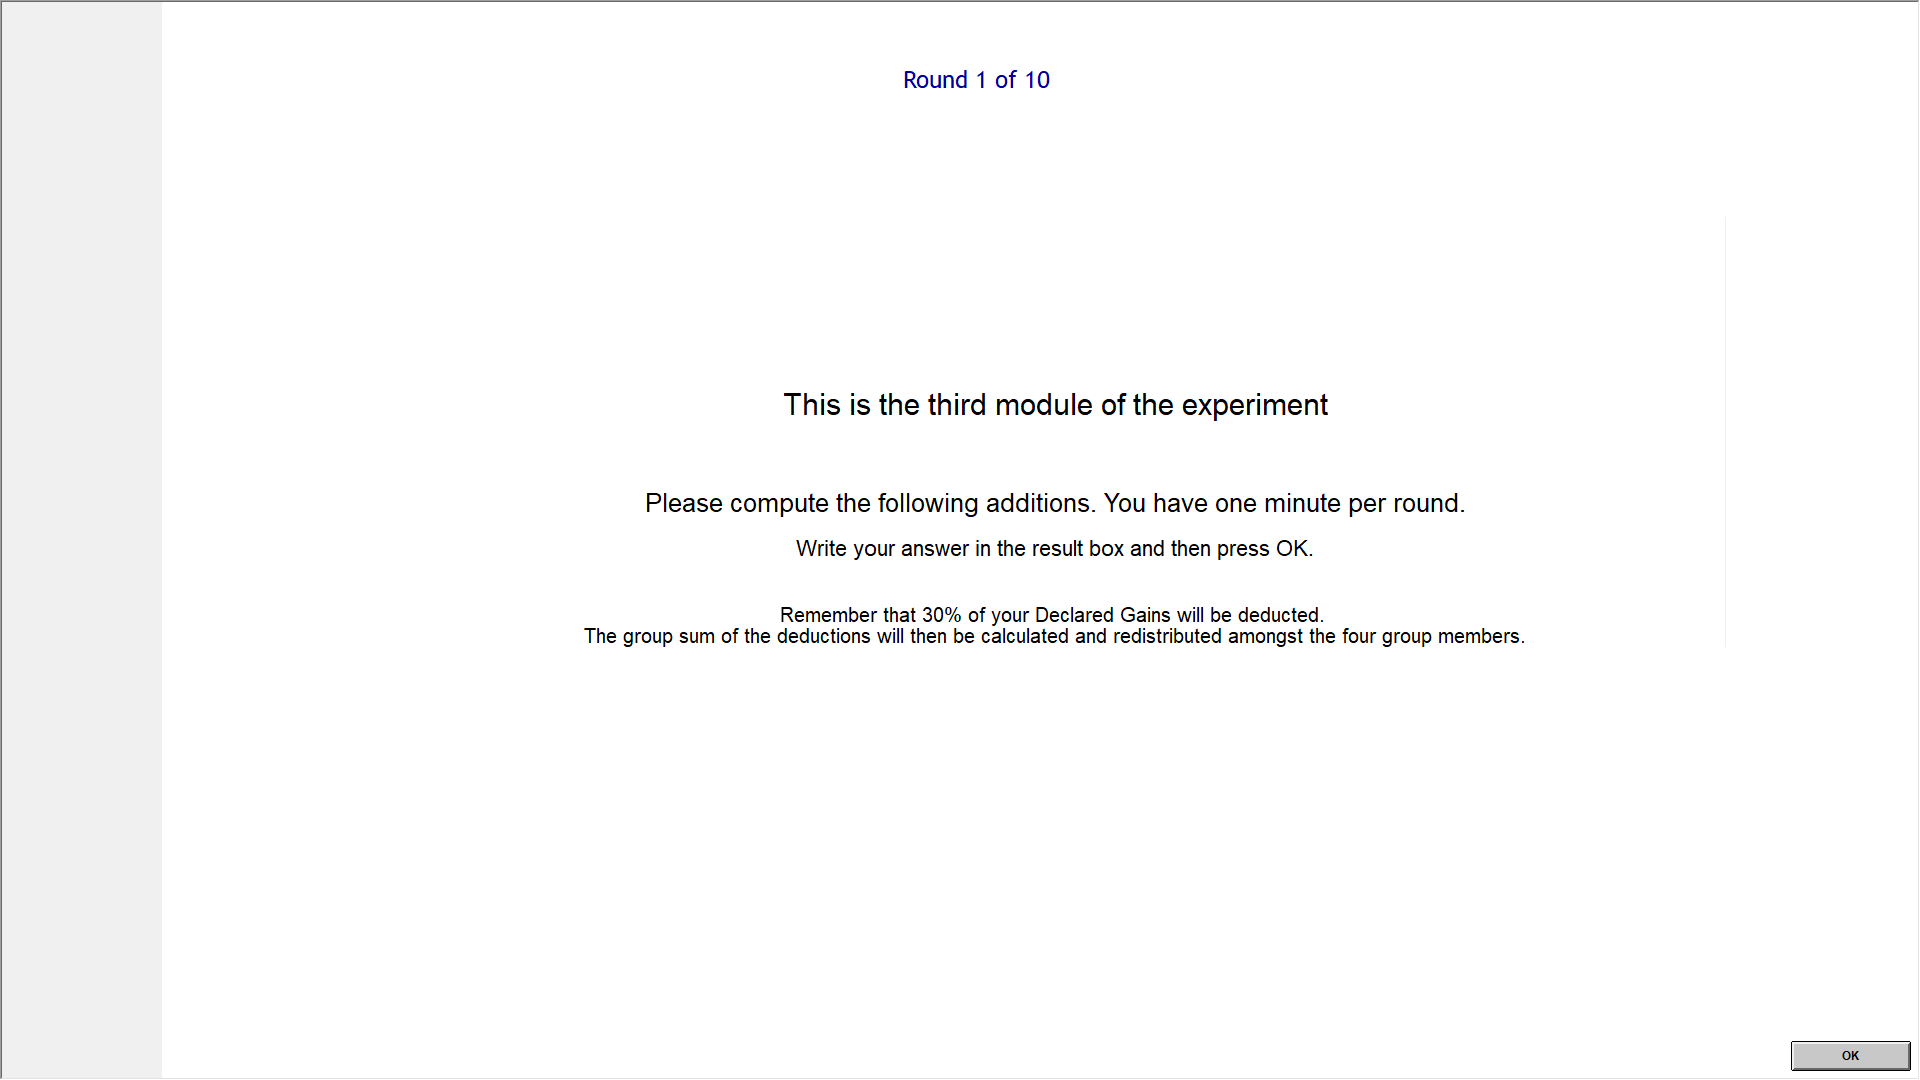 Round 1 of 10
This is the third module of the experiment
Please compute the following additions. You have one minute per round.
Write your answer in the result box and then press OK.
Remember that 30% of your Declared Gains will be deducted.
The group sum of the deductions will then be calculated and redistributed amongst the four group members.
OK